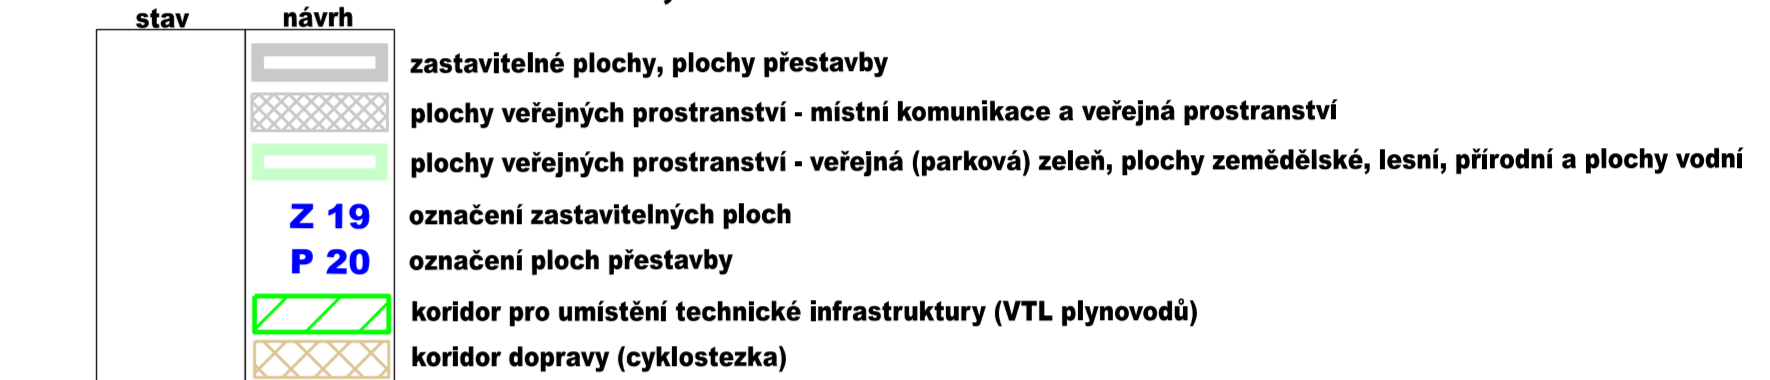 stav návrh
zastavitelné plochy, plochy přestavby
plochy veřejných prostranství - místní komunikace a veřejná prostranství
plochy veřejných prostranství - veřejná (parková) zeleň, plochy zemědělské, lesní, přírodní a plochy vodní
Z 19 označení zastavitelných ploch
P 20 označení ploch přestavby
koridor pro umístění technické infrastruktury (VTL plynovodů)
koridor dopravy (cyklostezka)